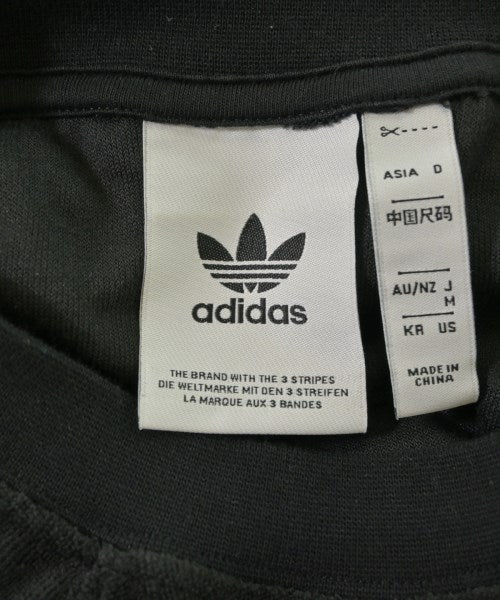 adidas
THE BRAND WITH THE 3 STRIPES
DIE WELTMARKE MIT DEN 3 STREIFEN
LA MARQUE AUX 3 BANDES
ASIA D
中国尺码
AU/NZ J
M
KR US
MADE IN
CHINA